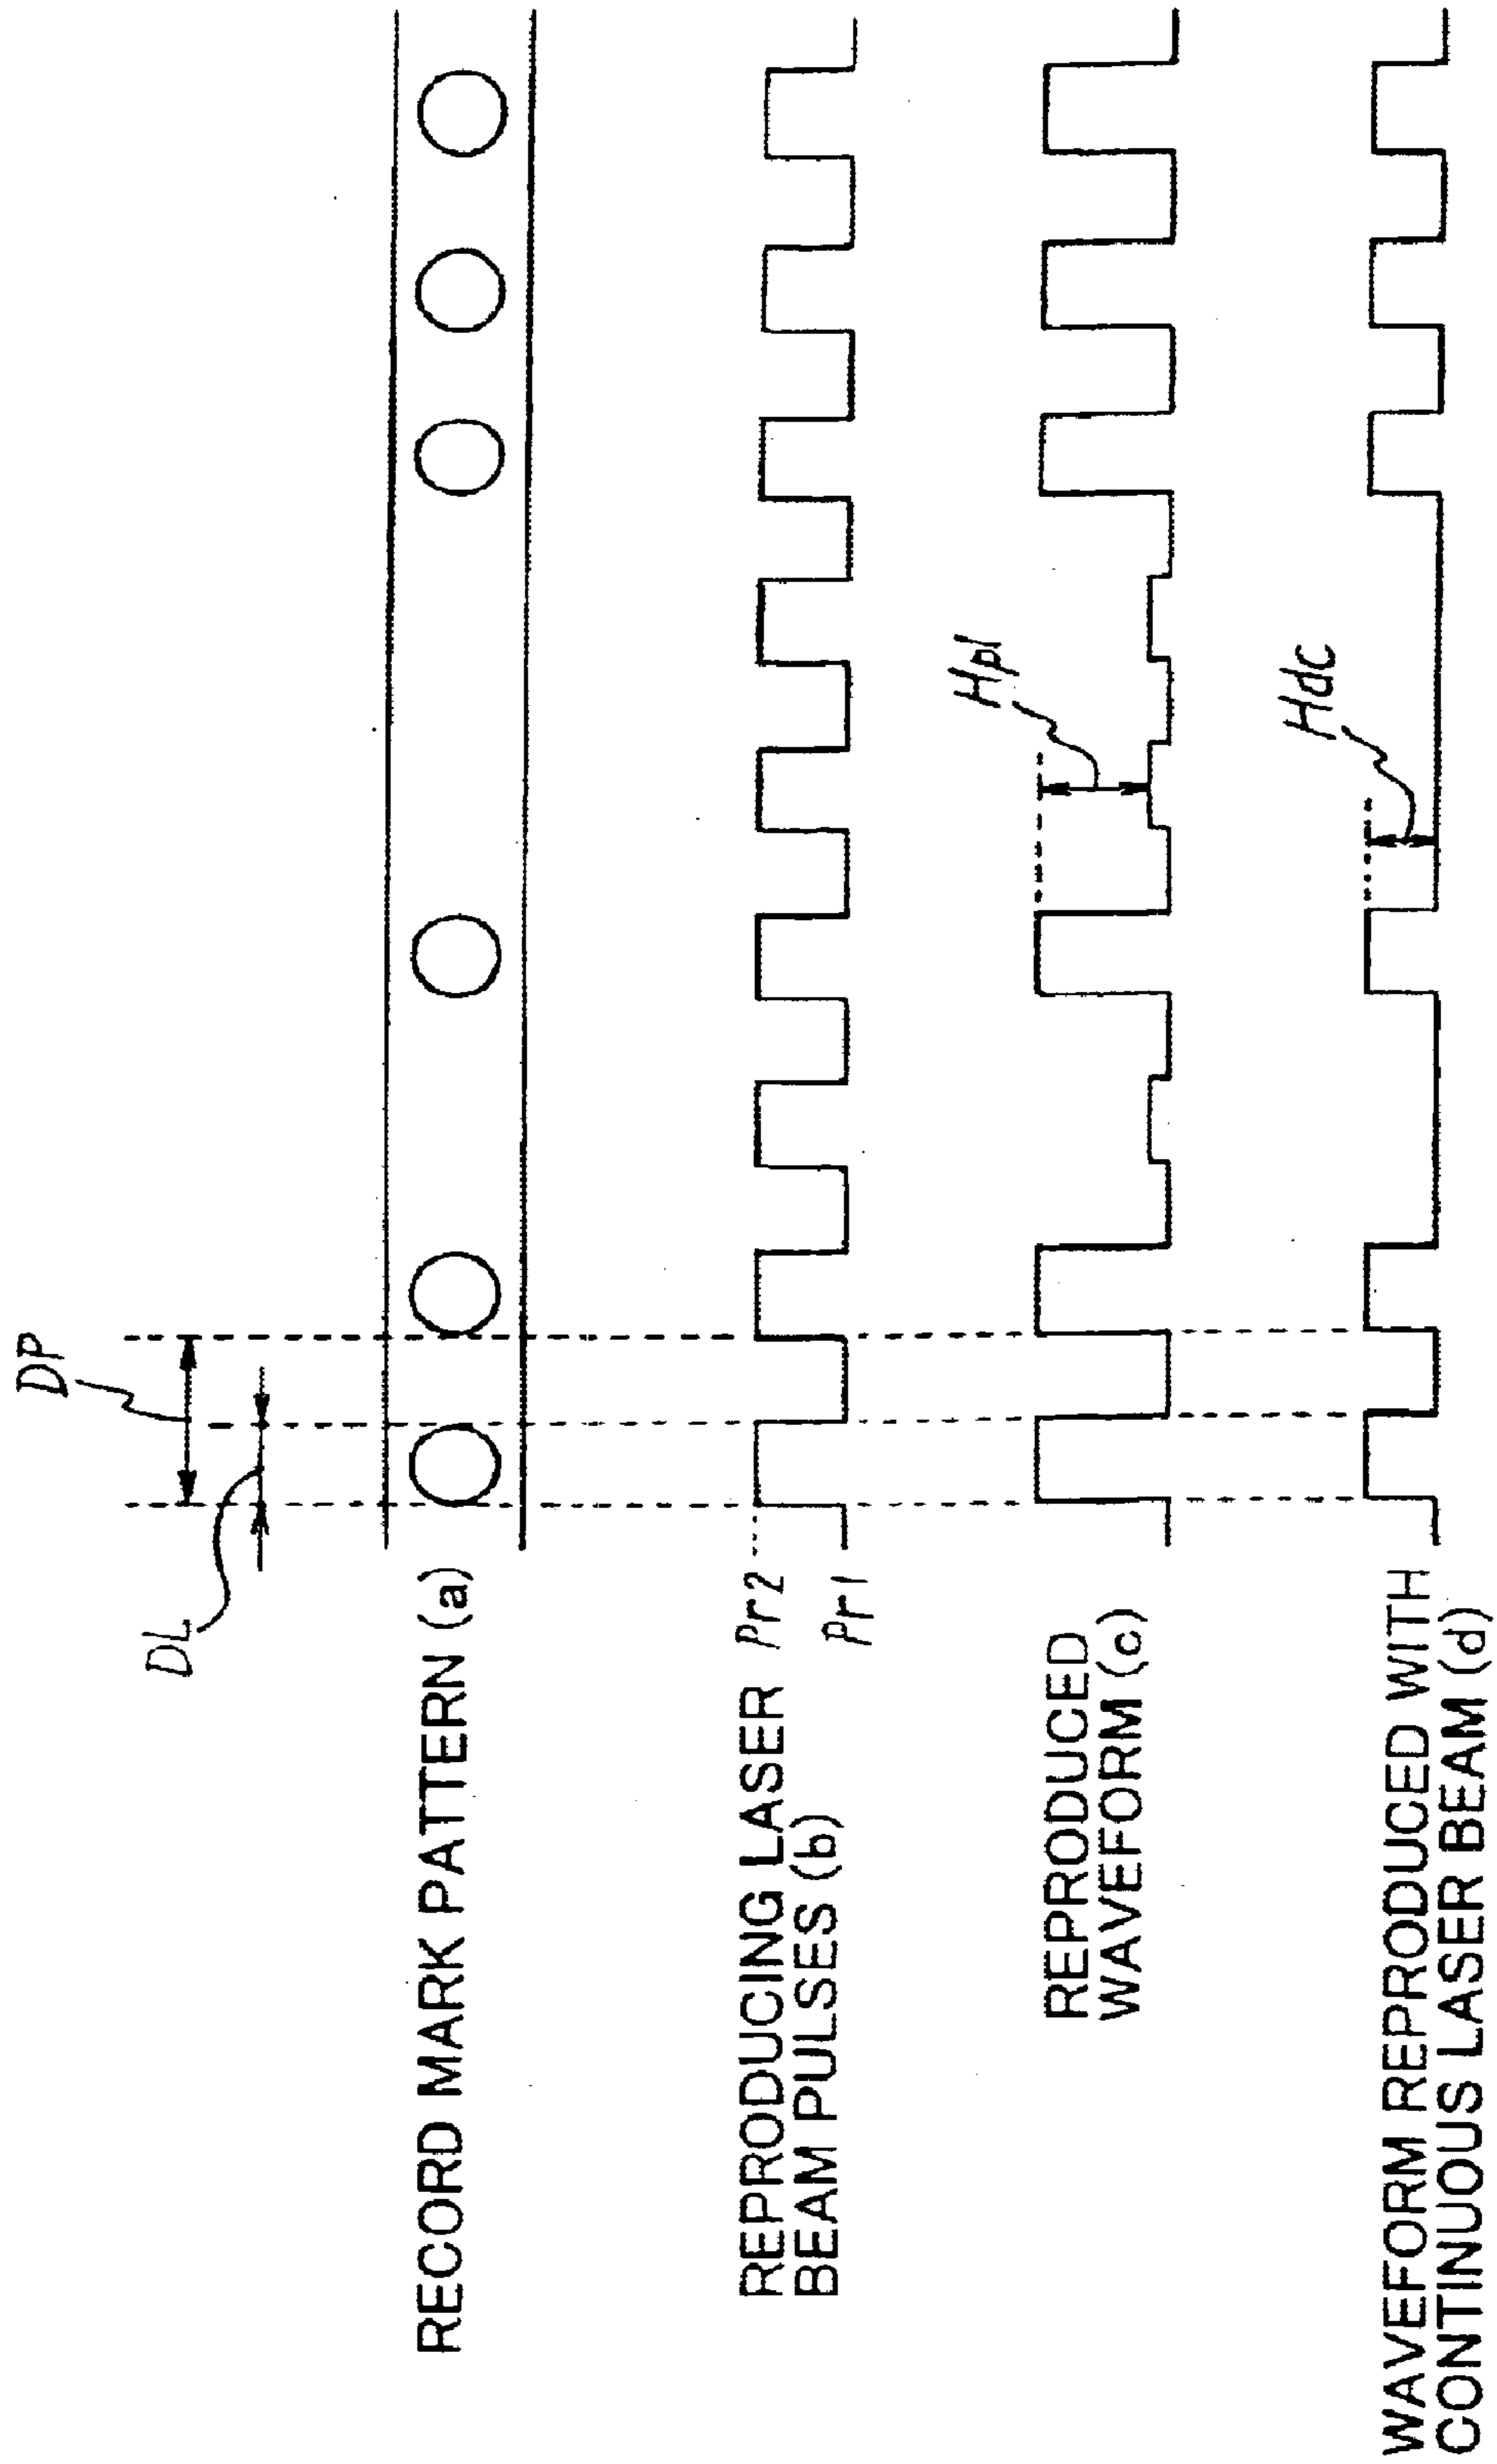 DP
DL
RECORD MARK PATTERN (a)
REPRODUCING LASER
BEAM PULSES (b)
Pr2
Pr1
REPRODUCED
WAVEFORM (c)
Hpl
WAVEFORM REPRODUCED WITH
CONTINUOUS LASER BEAM (d)
Hdc